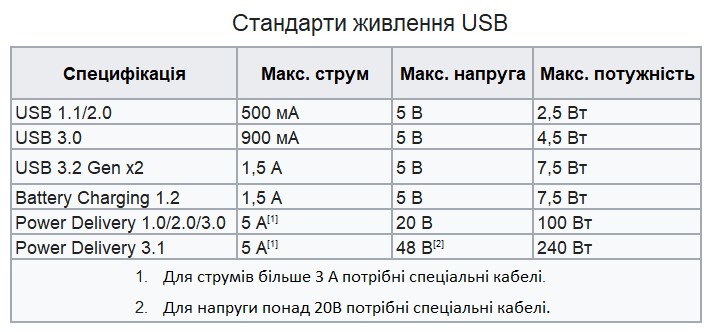 Стандарти живлення USB
Специфікація Макс. струм Макс. напруга Макс. потужність
USB 1.1/2.0 500 мА 5 В 2,5 Вт
USB 3.0 900 мА 5 В 4,5 Вт
USB 3.2 Gen x2 1,5 А 5 В 7,5 Вт
Battery Charging 1.2 1,5 А 5 В 7,5 Вт
Power Delivery 1.0/2.0/3.0 5 А[1] 20 В 100 Вт
Power Delivery 3.1 5 А[1] 48 В[2] 240 Вт
1. Для струмів більше 3 А потрібні спеціальні кабелі.
2. Для напруги понад 20В потрібні спеціальні кабелі.